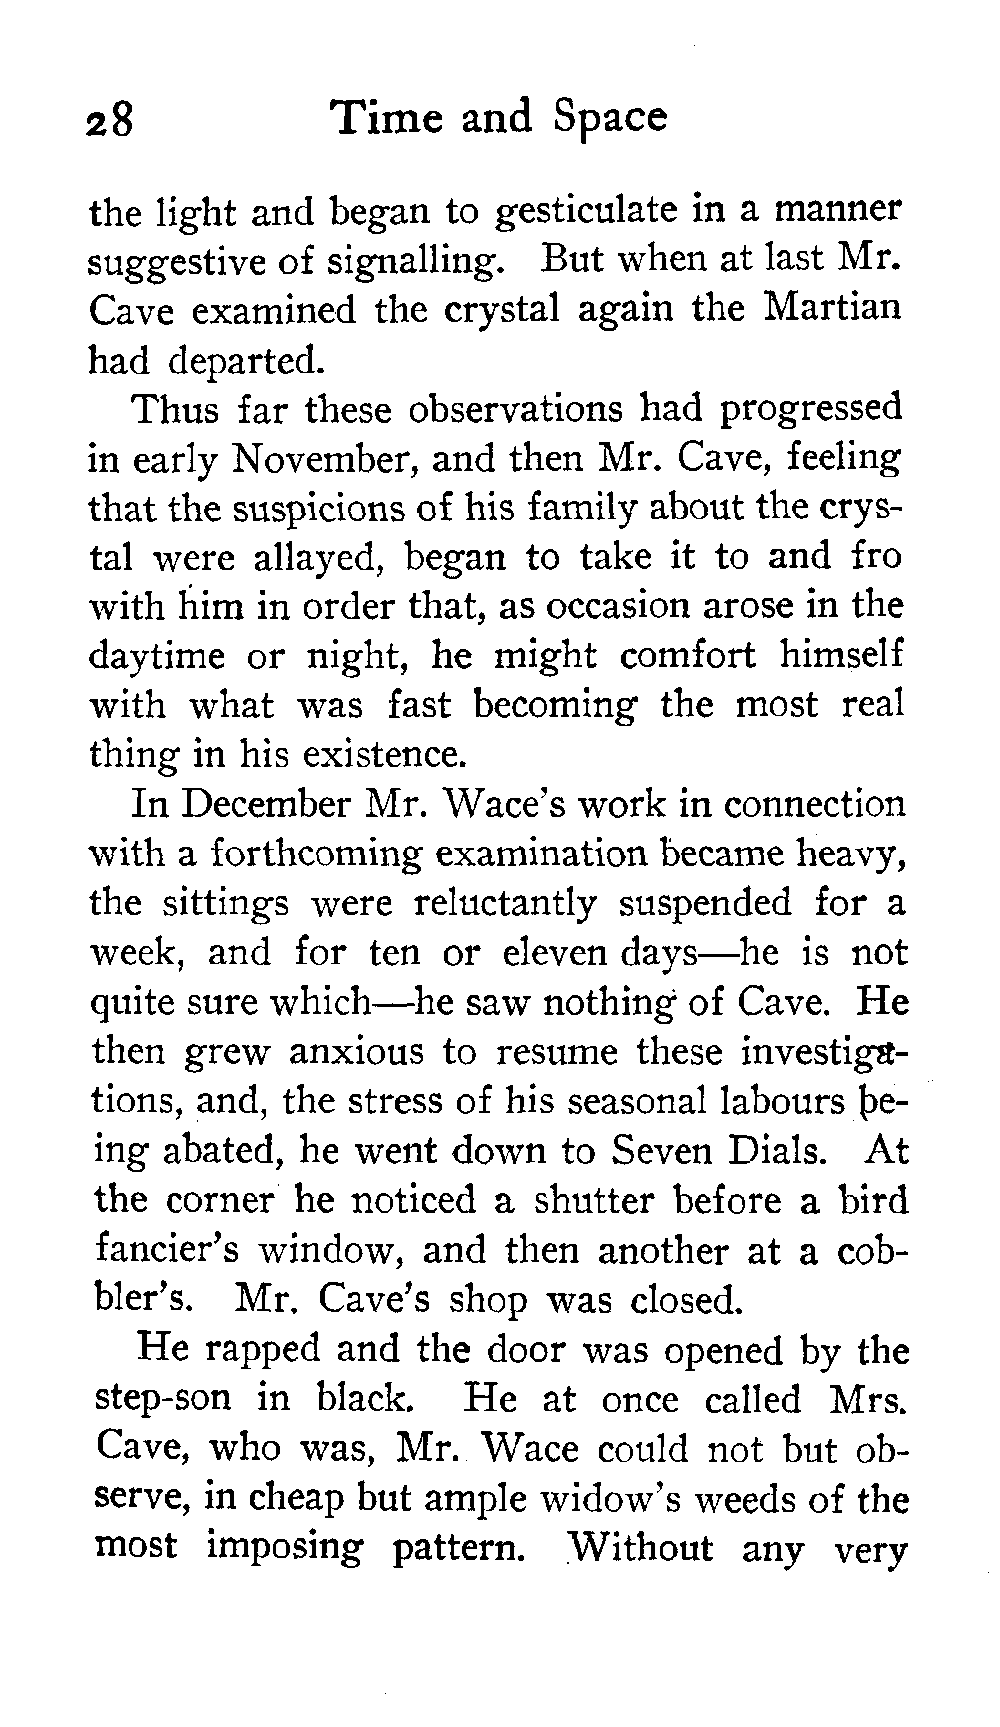 28 Time and Space
the light and began to gesticulate in a manner
suggestive of signalling. But when at last Mr.
Cave examined the crystal again the Martian
had departed.
Thus far these observations had progressed
in early November, and then Mr. Cave, feeling
that the suspicions of his family about the crys-
tal were allayed, began to take it to and fro
with him in order that, as occasion arose in the
daytime or night, he might comfort himself
with what was fast becoming the most real
thing in his existence.
In December Mr. Wace's work in connection
with a forthcoming examination became heavy,
the sittings were reluctantly suspended for a
week, and for ten or eleven days—he is not
quite sure which—he saw nothing of Cave. He
then grew anxious to resume these investiga-
tions, and, the stress of his seasonal labours be-
ing abated, he went down to Seven Dials. At
the corner he noticed a shutter before a bird
fancier's window, and then another at a cob-
bler's. Mr. Cave's shop was closed.
He rapped and the door was opened by the
step-son in black. He at once called Mrs.
Cave, who was, Mr. Wace could not but ob-
serve, in cheap but ample widow's weeds of the
most imposing pattern. Without any very